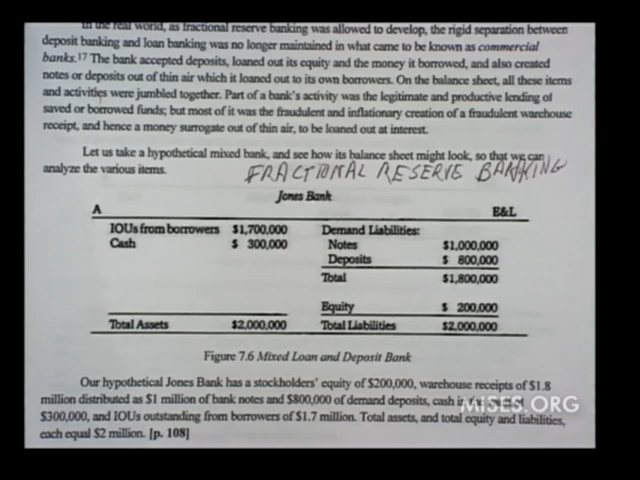 In the real world, as fractional reserve banking was allowed to develop, the rigid separation between
deposit banking and loan banking was no longer maintained in what came to be known as commercial
banks.17 The bank accepted deposits, loaned out its equity and the money it borrowed, and also created
notes or deposits out of thin air which it loaned out to its own borrowers. On the balance sheet, all these items
and activities were jumbled together. Part of a bank's activity was the legitimate and productive lending of
saved or borrowed funds; but most of it was the fraudulent and inflationary creation of a fraudulent warehouse
receipt, and hence a money surrogate out of thin air, to be loaned out at interest.
Let us take a hypothetical mixed bank, and see how its balance sheet might look, so that we can
analyze the various items.
FRACTIONAL RESERVE BANKING
Jones Bank
A E&L
IOUs from borrowers $1,700,000 Demand Liabilities:
Cash $ 300,000 Notes $1,000,000
Deposits $ 800,000
Total $1,800,000
Equity $ 200,000
Total Assets $2,000,000 Total Liabilities $2,000,000
Figure 7.6 Mixed Loan and Deposit Bank
Our hypothetical Jones Bank has a stockholders' equity of $200,000, warehouse receipts of $1.8
million distributed as $1 million of bank notes and $800,000 of demand deposits, cash in
MISES.ORG
$300,000, and IOUs outstanding from borrowers of $1.7 million. Total assets, and total equity and liabilities,
each equal $2 million. [p. 108]